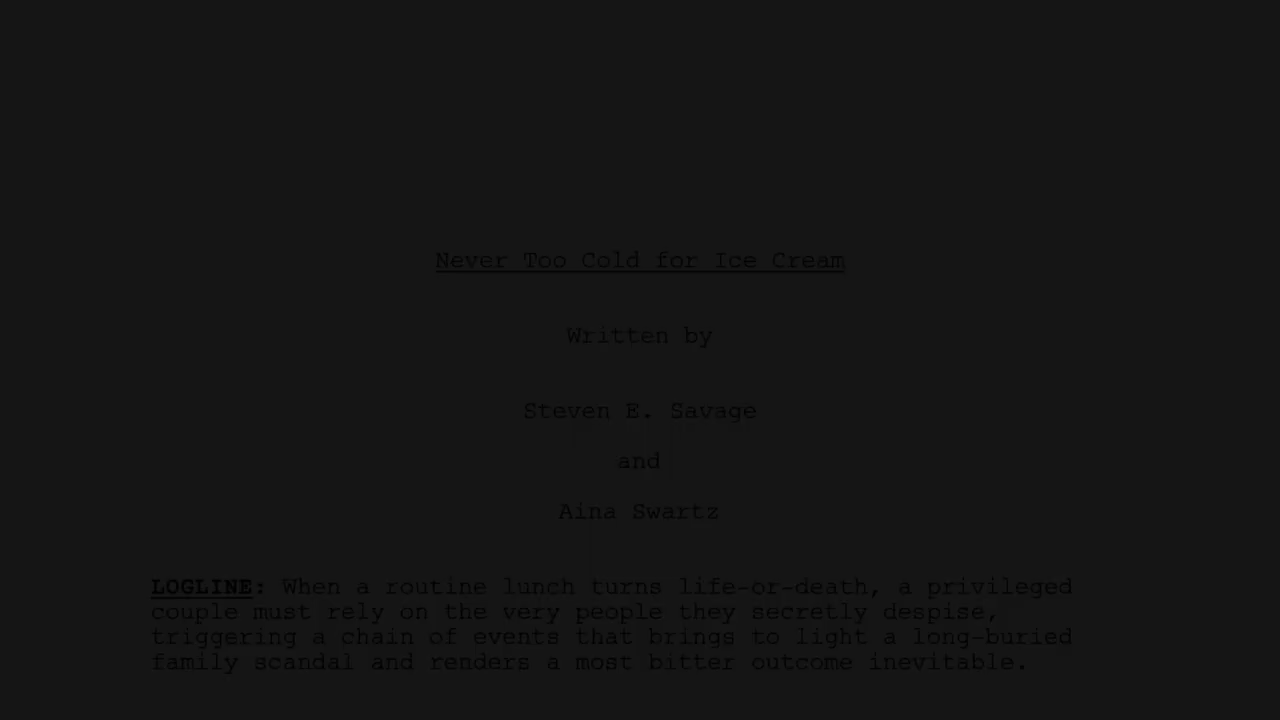 Never Too Cold for Ice Cream
Written by
Steven E. Savage
and
Aina Swartz
LOGLINE: When a routine lunch turns life-or-death, a privileged
couple must rely on the very people they secretly despise,
triggering a chain of events that brings to light a long-buried
family scandal and renders a most bitter outcome inevitable.